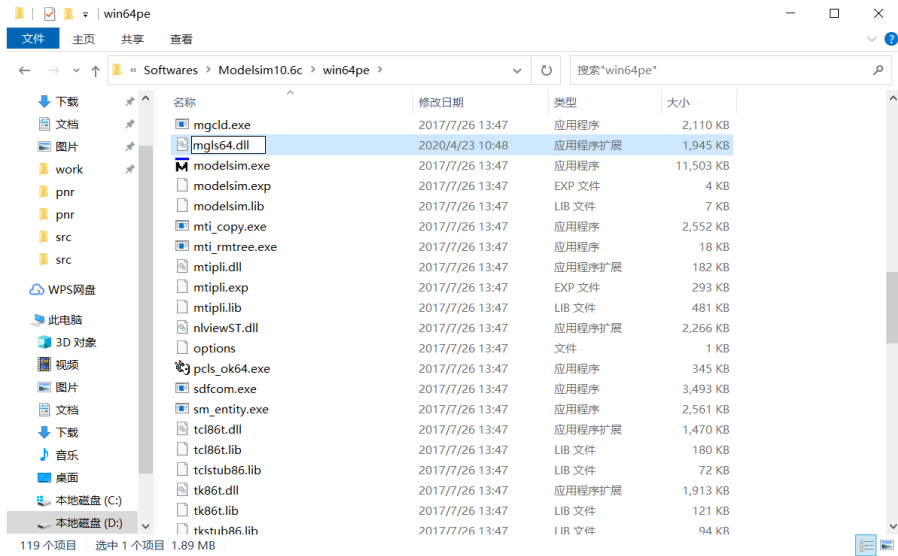 win64pe
文件 主页 共享 查看
« Softwares › Modelsim10.6c › win64pe › 搜索"win64pe"
名称 修改日期 类型 大小
下载
文档
图片
work
pnr
pnr
src
src
WPS网盘
此电脑
3D 对象
视频
图片
文档
下载
音乐
桌面
本地磁盘 (C:)
本地磁盘 (D:)
mgcld.exe 2017/7/26 13:47 应用程序 2,110 KB
mgls64.dll 2020/4/23 10:48 应用程序扩展 1,945 KB
modelsim.exe 2017/7/26 13:47 应用程序 11,503 KB
modelsim.exp 2017/7/26 13:47 EXP 文件 4 KB
modelsim.lib 2017/7/26 13:47 LIB 文件 7 KB
mti_copy.exe 2017/7/26 13:47 应用程序 2,552 KB
mti_rmtree.exe 2017/7/26 13:47 应用程序 18 KB
mtipli.dll 2017/7/26 13:47 应用程序扩展 182 KB
mtipli.exp 2017/7/26 13:47 EXP 文件 293 KB
mtipli.lib 2017/7/26 13:47 LIB 文件 481 KB
nlviewST.dll 2017/7/26 13:47 应用程序扩展 2,266 KB
options 2017/7/26 13:47 文件 1 KB
pcls_ok64.exe 2017/7/26 13:47 应用程序 345 KB
sdfcom.exe 2017/7/26 13:47 应用程序 3,493 KB
sm_entity.exe 2017/7/26 13:47 应用程序 2,561 KB
tcl86t.dll 2017/7/26 13:47 应用程序扩展 1,470 KB
tcl86t.lib 2017/7/26 13:47 LIB 文件 180 KB
tclstub86.lib 2017/7/26 13:47 LIB 文件 72 KB
tk86t.dll 2017/7/26 13:47 应用程序扩展 1,913 KB
tk86t.lib 2017/7/26 13:47 LIB 文件 121 KB
tkstub86.lib 2017/7/26 13:47 LIB 文件 94 KB
119 个项目 选中 1 个项目 1.89 MB